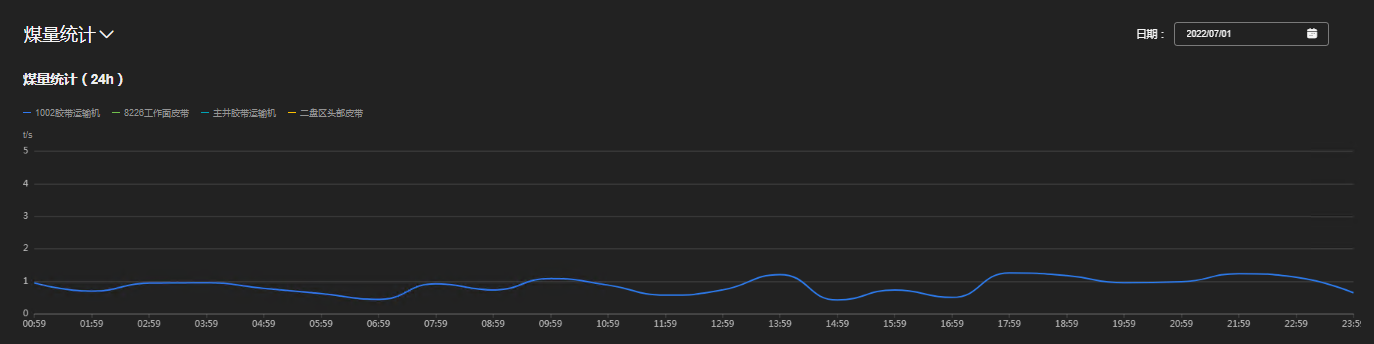 煤量统计
日期： 2022/07/01
煤量统计（24h）
1002胶带运输机 8226工作面皮带 主井胶带运输机 二盘区头部皮带
t/s
5
4
3
2
1
0
00:59 01:59 02:59 03:59 04:59 05:59 06:59 07:59 08:59 09:59 10:59 11:59 12:59 13:59 14:59 15:59 16:59 17:59 18:59 19:59 20:59 21:59 22:59 23:59